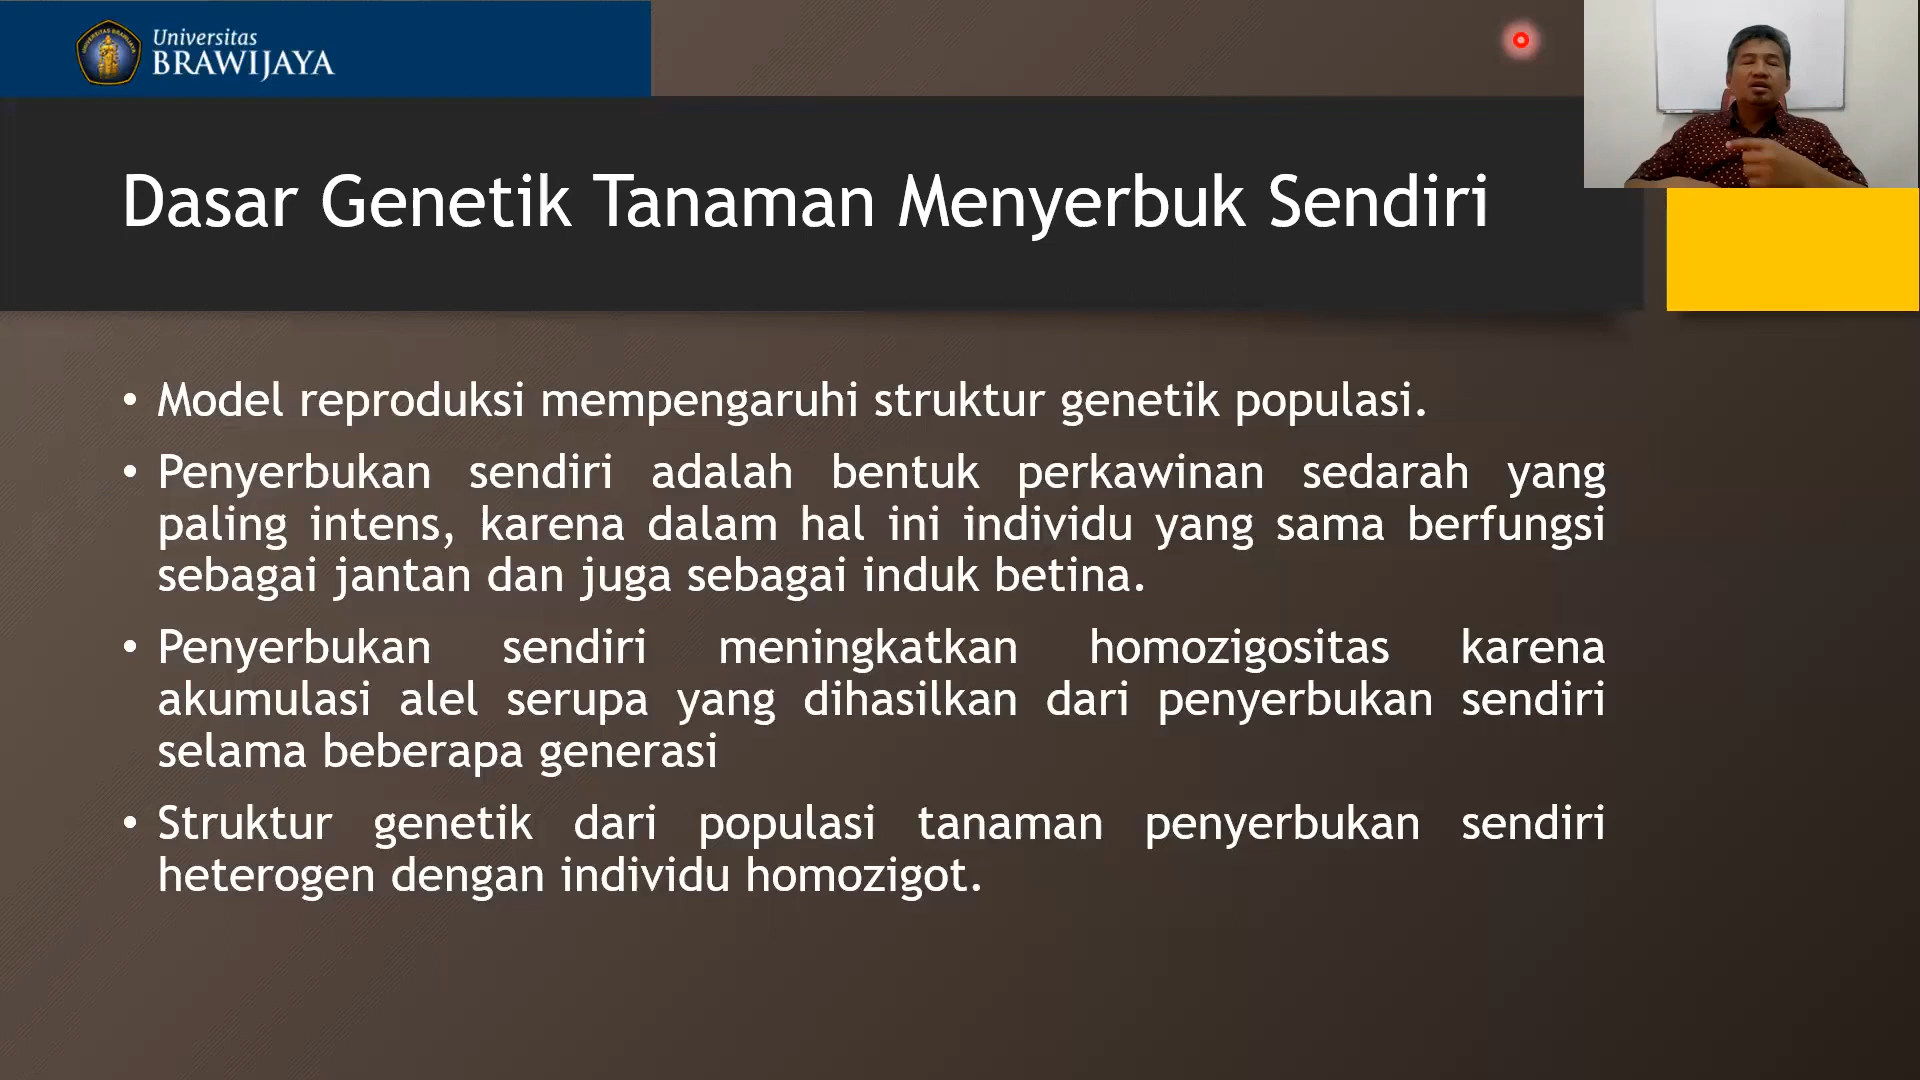 Universitas
BRAWIJAYA
Dasar Genetik Tanaman Menyerbuk Sendiri
• Model reproduksi mempengaruhi struktur genetik populasi.
• Penyerbukan sendiri adalah bentuk perkawinan sedarah yang
paling intens, karena dalam hal ini individu yang sama berfungsi
sebagai jantan dan juga sebagai induk betina.
• Penyerbukan sendiri meningkatkan homozigositas karena
akumulasi alel serupa yang dihasilkan dari penyerbukan sendiri
selama beberapa generasi
• Struktur genetik dari populasi tanaman penyerbukan sendiri
heterogen dengan individu homozigot.